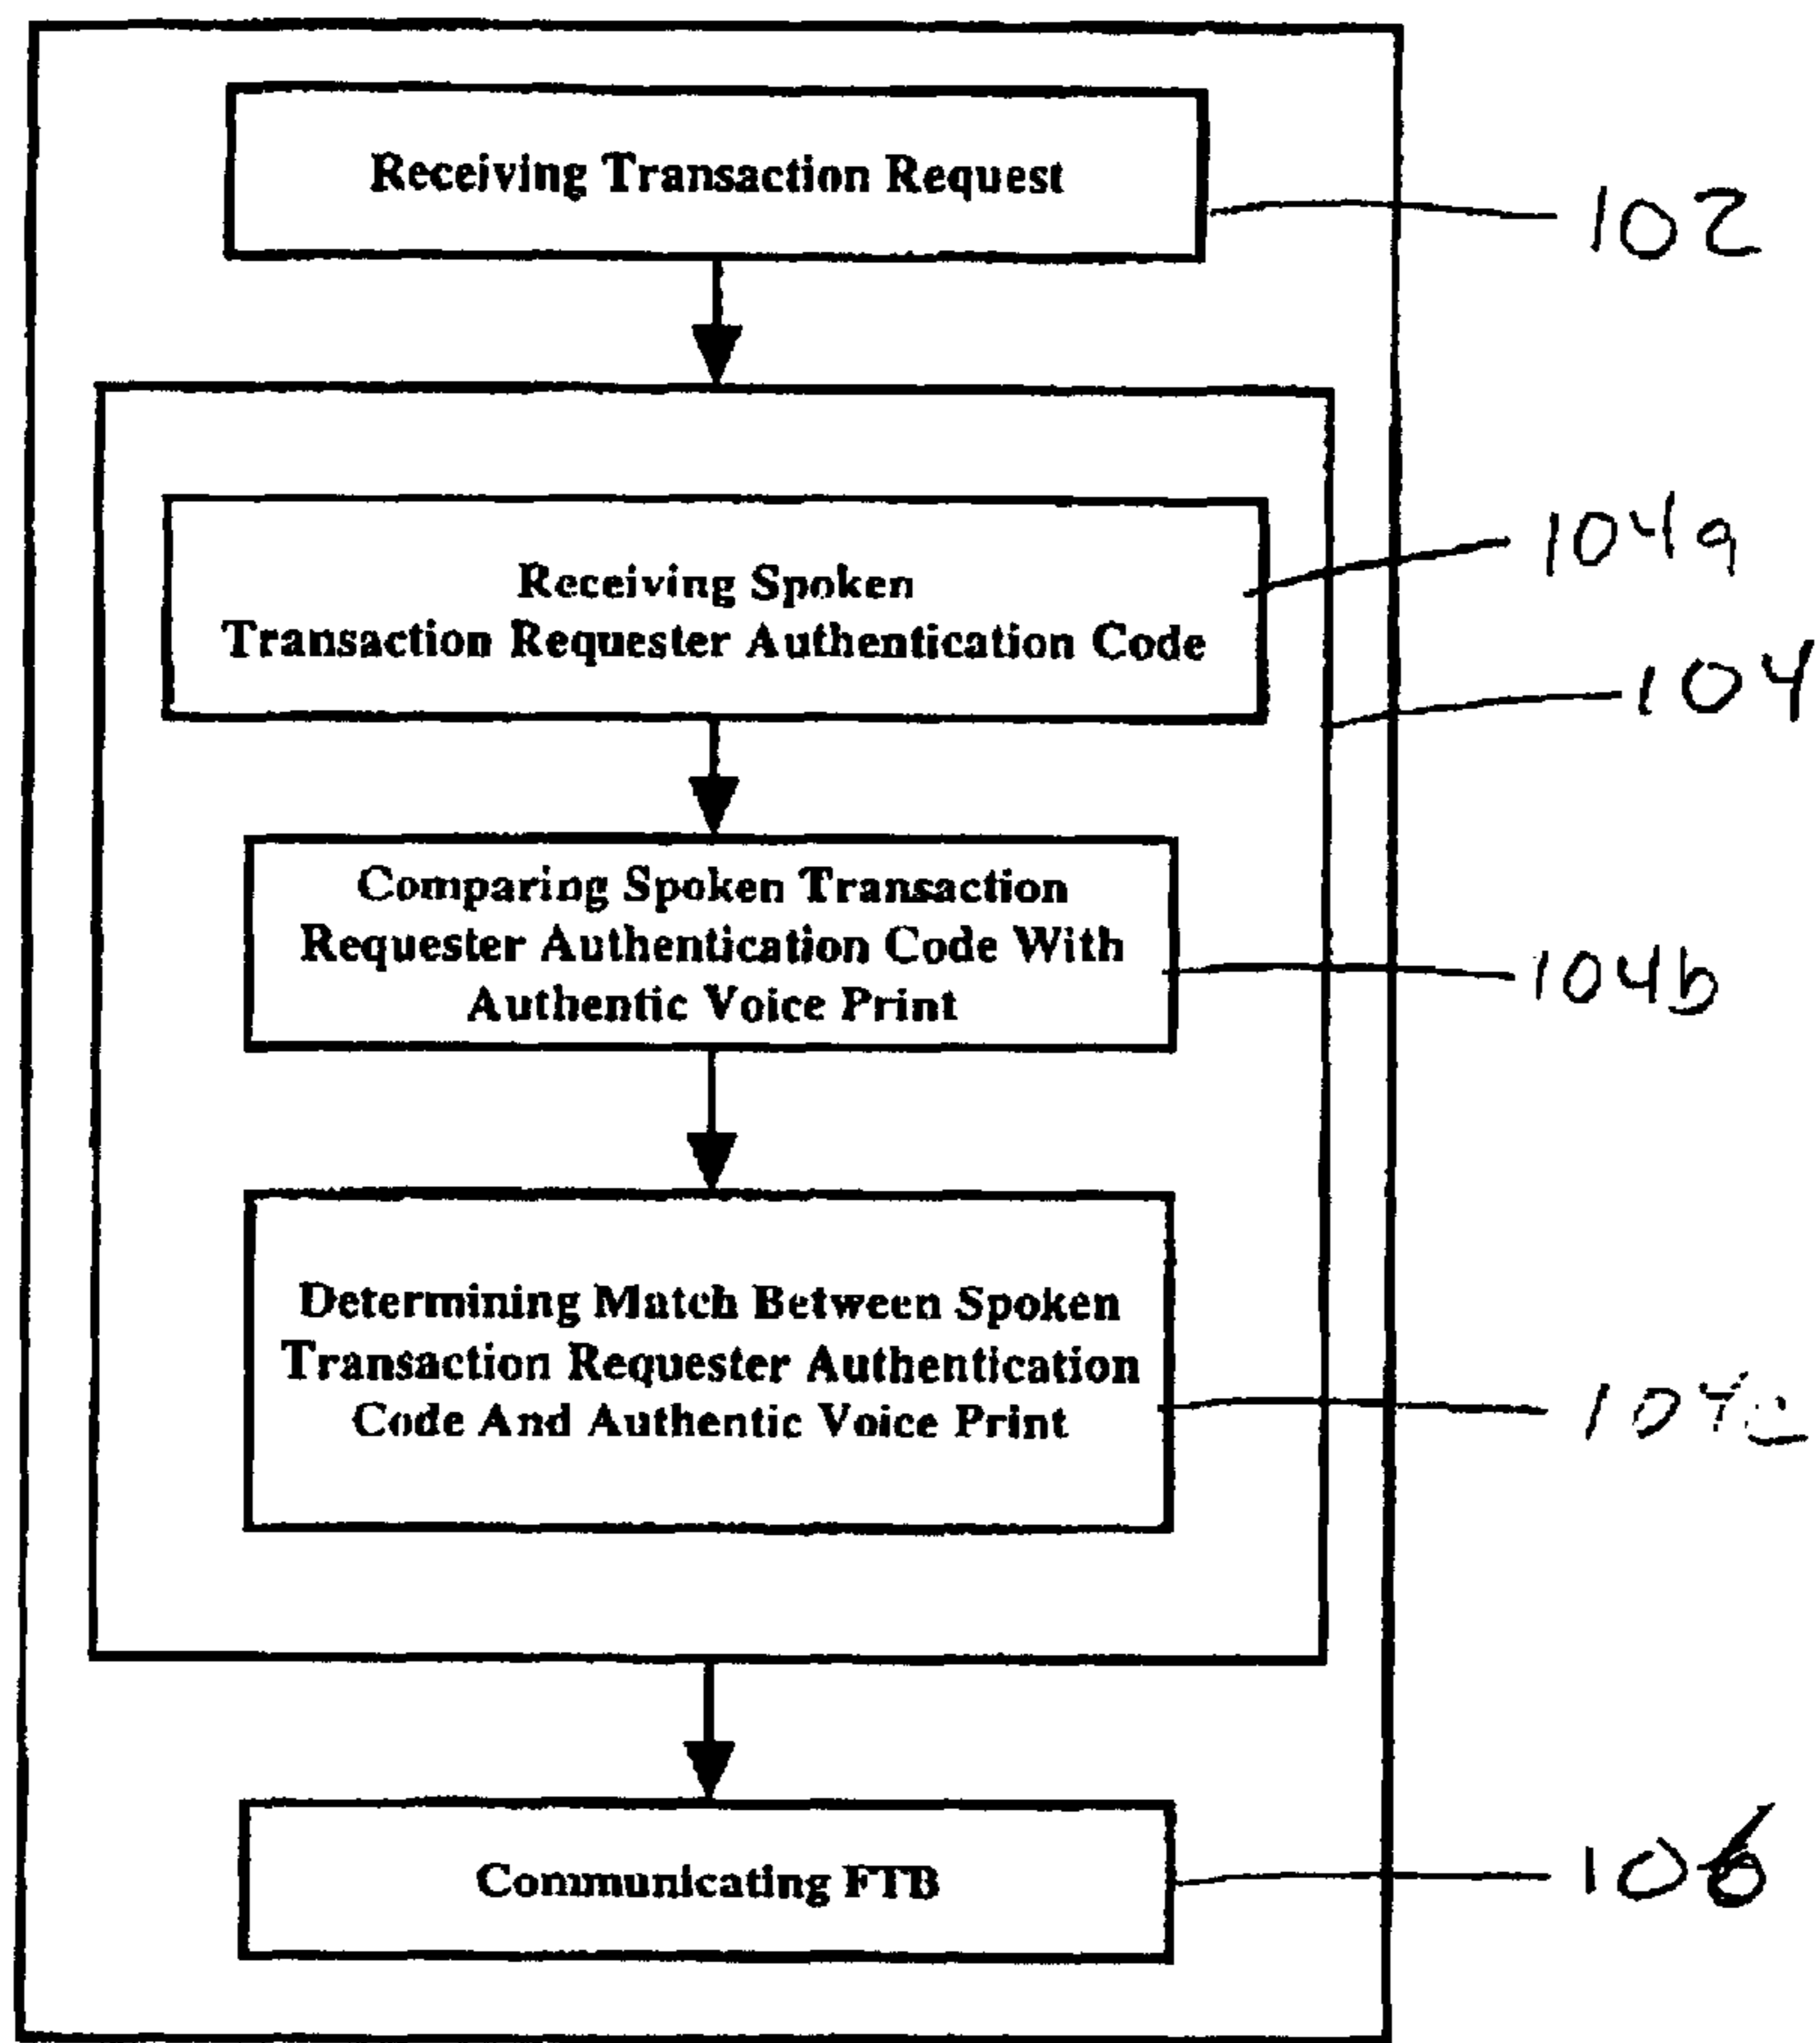 Receiving Transaction Request
102
Receiving Spoken
Transaction Requester Authentication Code
104a
104
Comparing Spoken Transaction
Requester Authentication Code With
Authentic Voice Print
104b
Determining Match Between Spoken
Transaction Requester Authentication
Code And Authentic Voice Print
104c
Communicating FTB
106